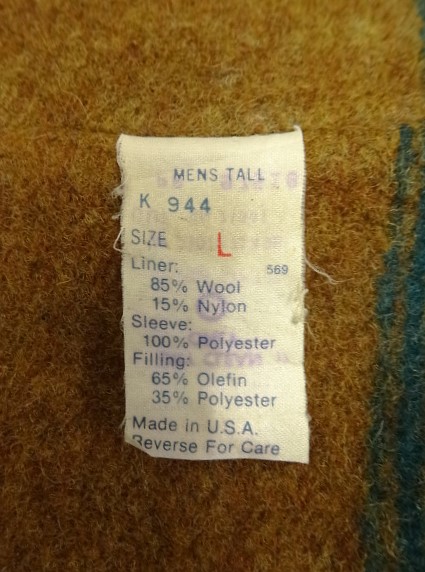 MENS TALL
K 944
SIZE L
Liner: 569
85% Wool
15% Nylon
Sleeve:
100% Polyester
Filling:
65% Olefin
35% Polyester
Made in U.S.A.
Reverse For Care